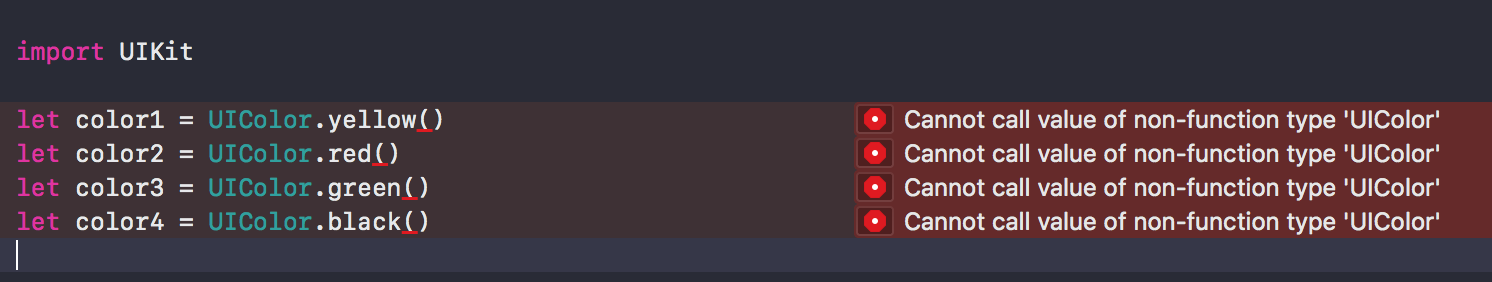 import UIKit
let color1 = UIColor.yellow() Cannot call value of non-function type 'UIColor'
let color2 = UIColor.red() Cannot call value of non-function type 'UIColor'
let color3 = UIColor.green() Cannot call value of non-function type 'UIColor'
let color4 = UIColor.black() Cannot call value of non-function type 'UIColor'